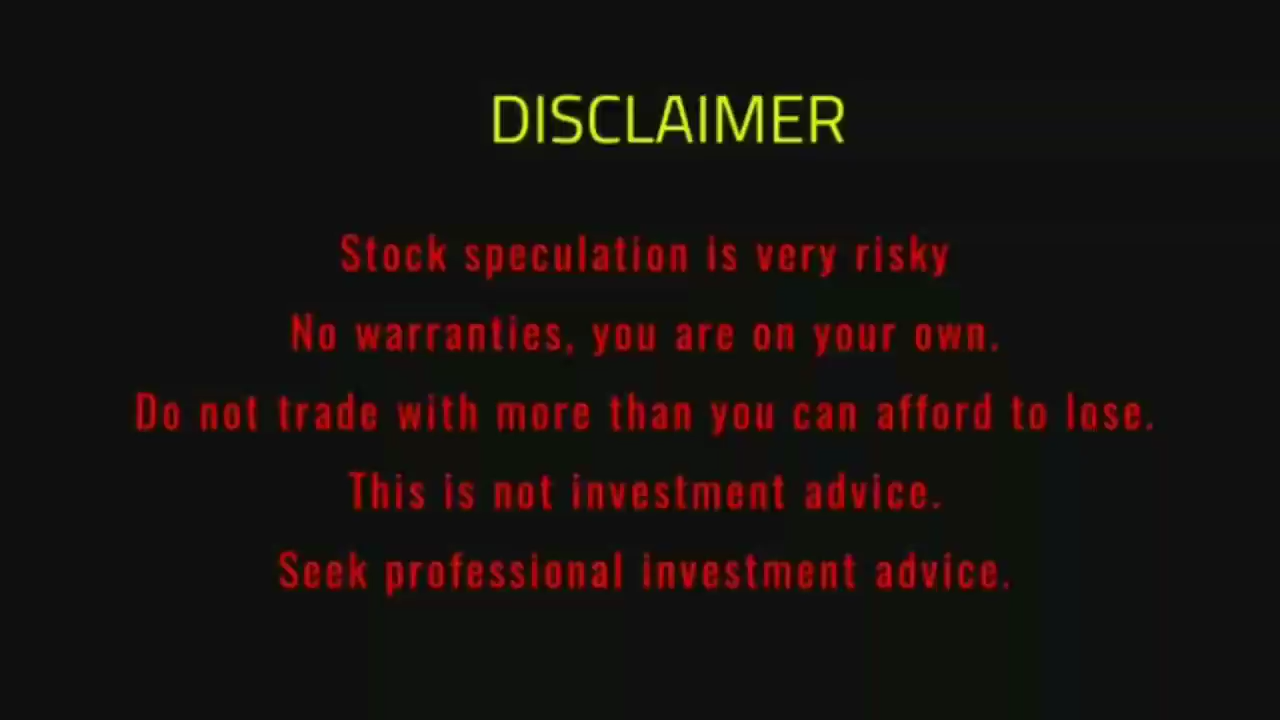 DISCLAIMER
Stock speculation is very risky
No warranties, you are on your own.
Do not trade with more than you can afford to lose.
This is not investment advice.
Seek professional investment advice.